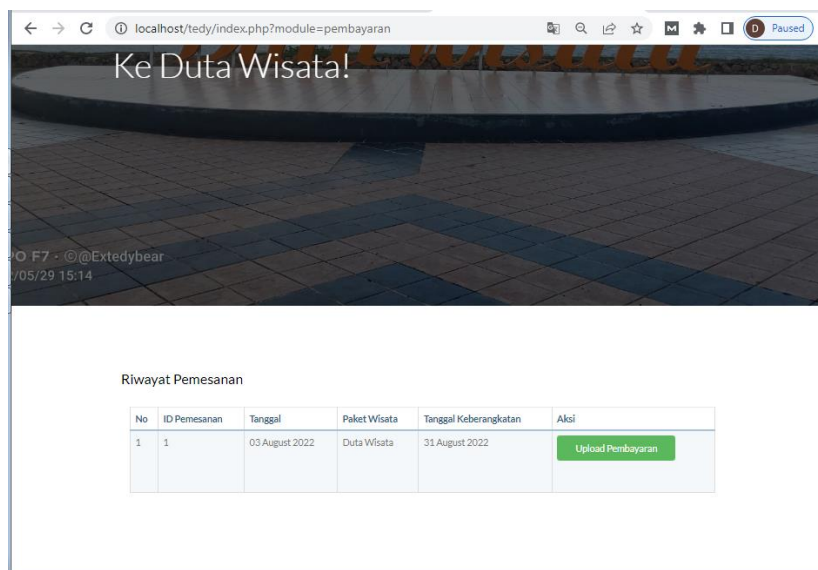 localhost/tedy/index.php?module=pembayaran
D Paused
Ke Duta Wisata!
O F7 · ©@Extedybear
/05/29 15:14
Riwayat Pemesanan
No ID Pemesanan Tanggal Paket Wisata Tanggal Keberangkatan Aksi
1 1 03 August 2022 Duta Wisata 31 August 2022 Upload Pembayaran